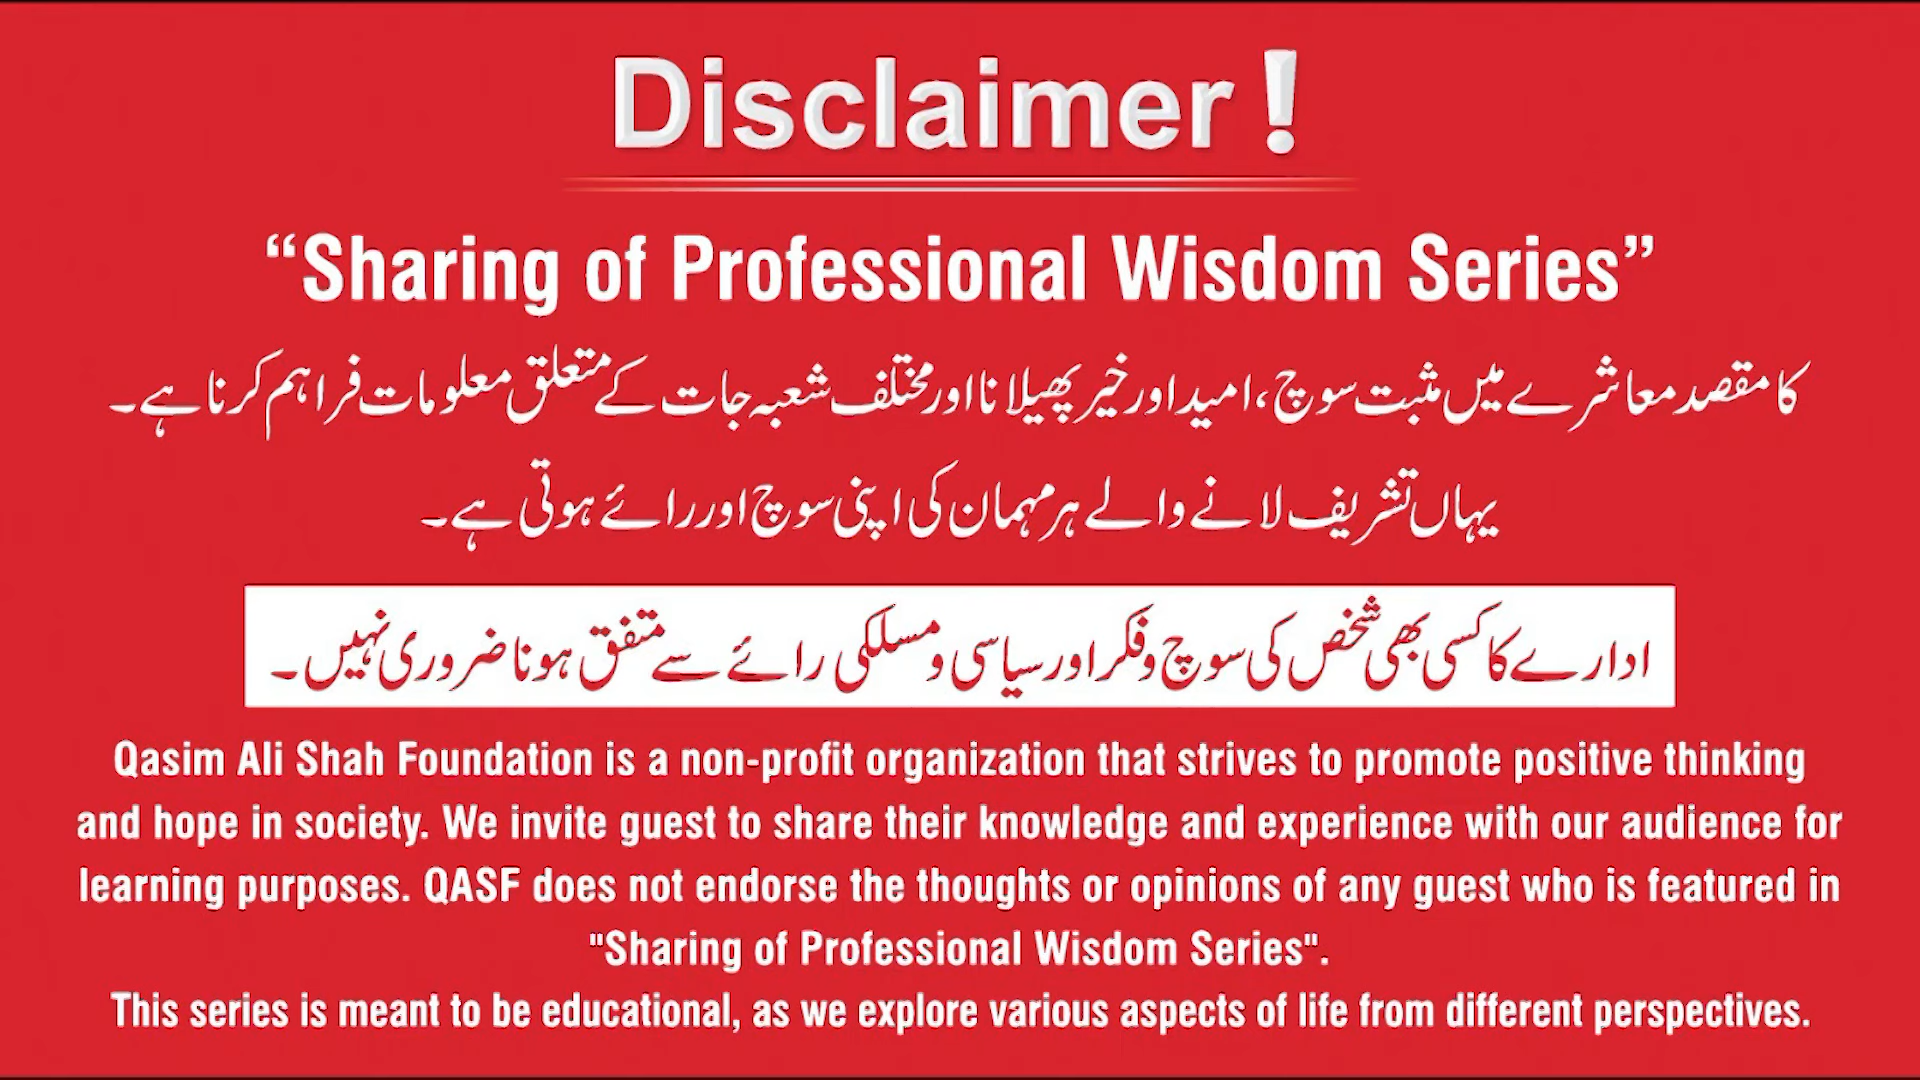 Disclaimer!
“Sharing of Professional Wisdom Series”
کا مقصد معاشرے میں مثبت سوچ، امید اور خیر پھیلانا اور مختلف شعبہ جات کے متعلق معلومات فراہم کرنا ہے۔
یہاں تشریف لانے والے ہر مہمان کی اپنی سوچ اور رائے ہوتی ہے۔
ادارے کا کسی بھی شخص کی سوچ و فکر اور سیاسی و مسلکی رائے سے متفق ہونا ضروری نہیں۔
Qasim Ali Shah Foundation is a non-profit organization that strives to promote positive thinking
and hope in society. We invite guest to share their knowledge and experience with our audience for
learning purposes. QASF does not endorse the thoughts or opinions of any guest who is featured in
"Sharing of Professional Wisdom Series".
This series is meant to be educational, as we explore various aspects of life from different perspectives.